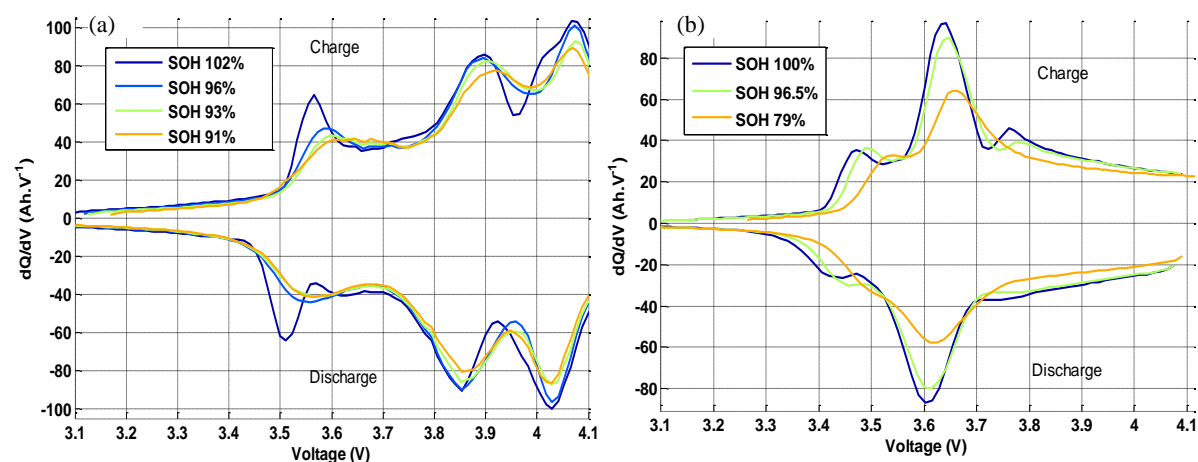 (a)
Charge
SOH 102%
SOH 96%
SOH 93%
SOH 91%
Discharge
100
80
60
40
20
0
-20
-40
-60
-80
-100
dQ/dV (Ah.V⁻¹)
3.1 3.2 3.3 3.4 3.5 3.6 3.7 3.8 3.9 4 4.1
Voltage (V)
(b)
Charge
SOH 100%
SOH 96.5%
SOH 79%
Discharge
80
60
40
20
0
-20
-40
-60
-80
dQ/dV (Ah.V⁻¹)
3.1 3.2 3.3 3.4 3.5 3.6 3.7 3.8 3.9 4 4.1
Voltage (V)